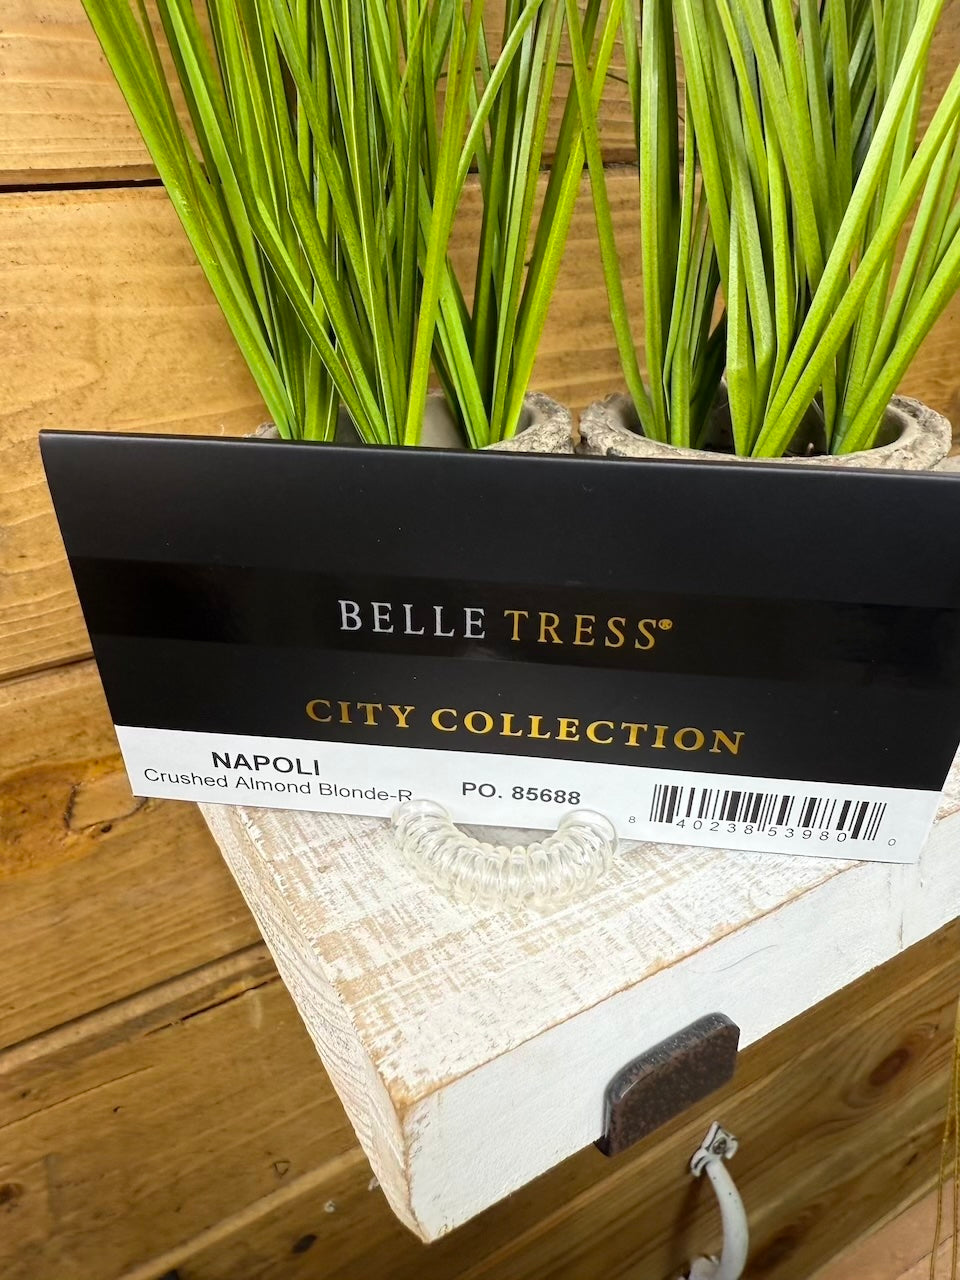 BELLE TRESS®
CITY COLLECTION
NAPOLI
Crushed Almond Blonde-R
PO. 85688
8 40238 53980 0